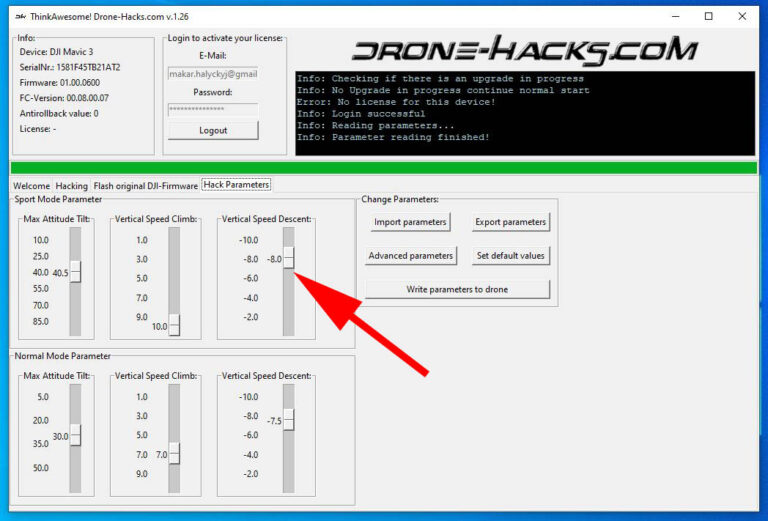 ThinkAwesome! Drone-Hacks.com v.1.26
Info:
Device: DJI Mavic 3
SerialNr.: 1581F45TB21AT2
Firmware: 01.00.0600
FC-Version: 00.08.00.07
Antirollback value: 0
License: -
Login to activate your license:
E-Mail:
makar.halyckyj@gmail
Password:
***************
Logout
DRONE-HACKS.COM
Info: Checking if there is an upgrade in progress
Info: No Upgrade in progress continue normal start
Error: No license for this device!
Info: Login successful
Info: Reading parameters...
Info: Parameter reading finished!
Welcome Hacking Flash original DJI-Firmware Hack Parameters
Sport Mode Parameter
Max Attitude Tilt:
10.0
25.0
40.0 40.5
55.0
70.0
85.0
Vertical Speed Climb:
1.0
3.0
5.0
7.0
9.0
10.0
Vertical Speed Descent:
-10.0
-8.0 -8.0
-6.0
-4.0
-2.0
Change Parameters:
Import parameters Export parameters
Advanced parameters Set default values
Write parameters to drone
Normal Mode Parameter
Max Attitude Tilt:
5.0
20.0
30.0
35.0
50.0
Vertical Speed Climb:
1.0
3.0
5.0
7.0 7.0
9.0
Vertical Speed Descent:
-10.0
-8.0
-7.5
-6.0
-4.0
-2.0